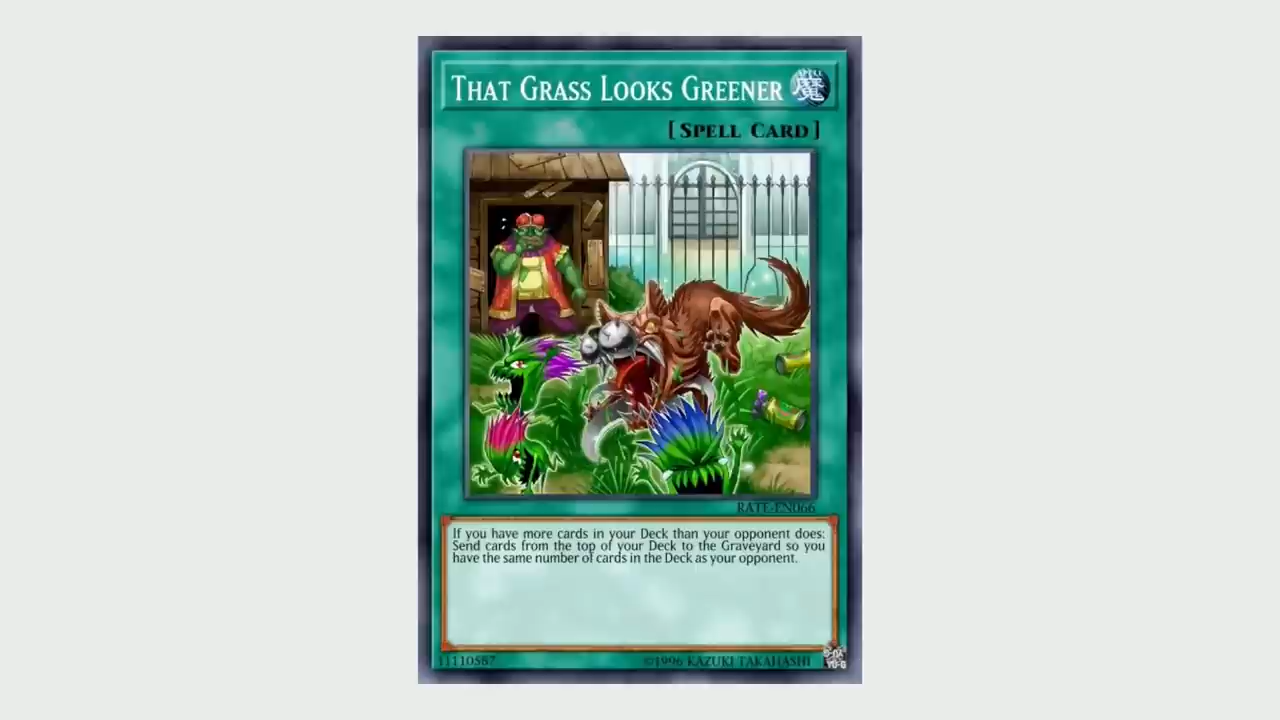 THAT GRASS LOOKS GREENER
SPELL
魔
[SPELL CARD]
RATE-EN066
If you have more cards in your Deck than your opponent does:
Send cards from the top of your Deck to the Graveyard so you
have the same number of cards in the Deck as your opponent.
11110587
©1996 KAZUKI TAKAHASHI